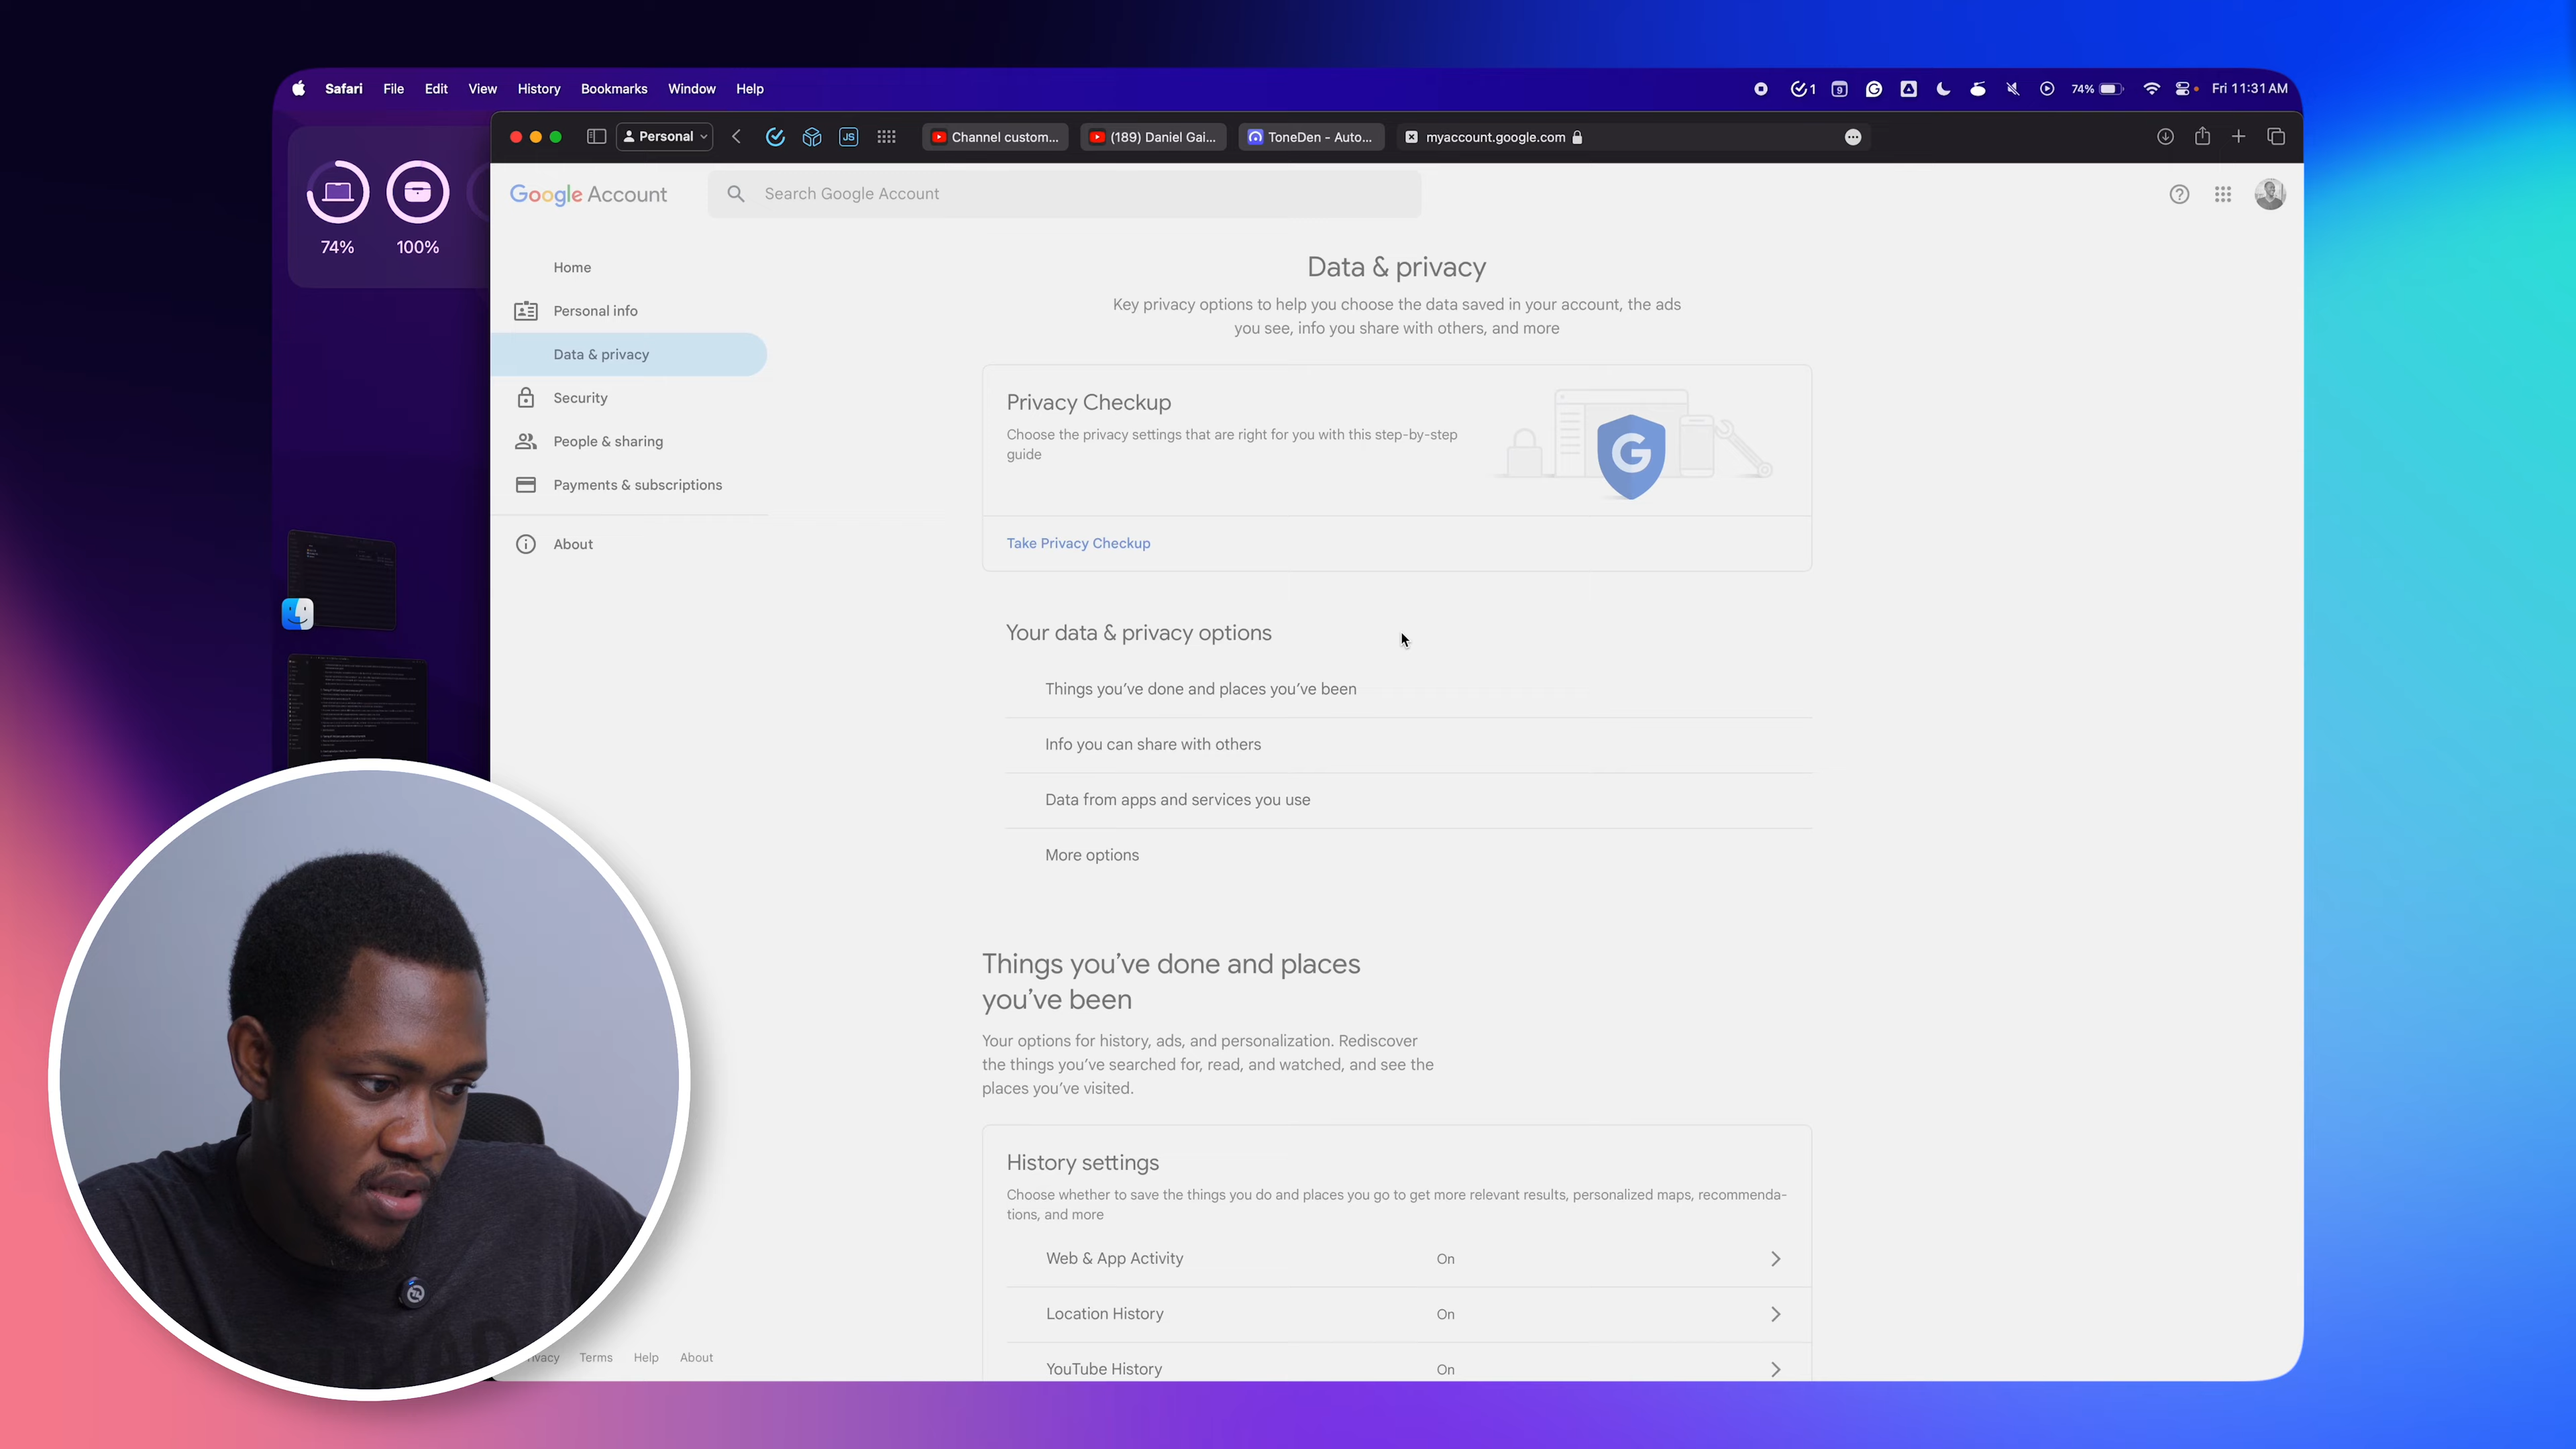 Safari File Edit View History Bookmarks Window Help
1 9 74% Fri 11:31 AM
Personal JS Channel custom... (189) Daniel Gai... ToneDen - Auto... myaccount.google.com
74% 100%
Google Account
Search Google Account
Home
Personal info
Data & privacy
Security
People & sharing
Payments & subscriptions
About
Data & privacy
Key privacy options to help you choose the data saved in your account, the ads
you see, info you share with others, and more
Privacy Checkup
Choose the privacy settings that are right for you with this step-by-step
guide
G
Take Privacy Checkup
Your data & privacy options
Things you've done and places you've been
Info you can share with others
Data from apps and services you use
More options
Things you've done and places
you've been
Your options for history, ads, and personalization. Rediscover
the things you've searched for, read, and watched, and see the
places you've visited.
History settings
Choose whether to save the things you do and places you go to get more relevant results, personalized maps, recommenda-
tions, and more
Web & App Activity On
Location History On
YouTube History On
Terms Help About